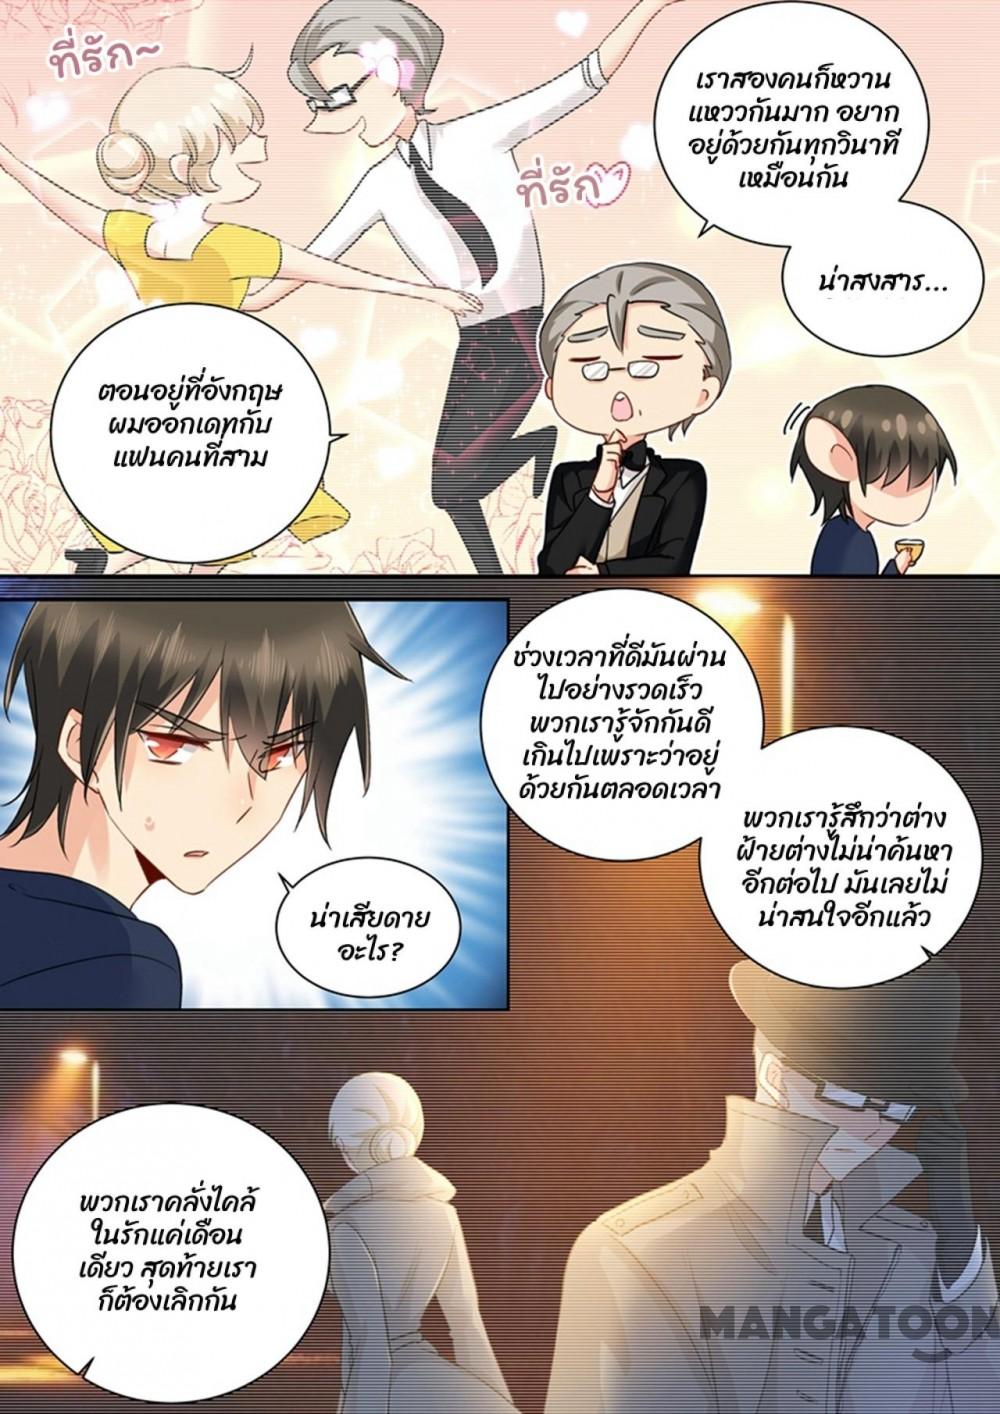 ที่รัก~
ที่รัก
เราสองคนก็หวาน
แหววกันมาก อยาก
อยู่ด้วยกันทุกวินาที
เหมือนกัน
น่าสงสาร...
ตอนอยู่ที่อังกฤษ
ผมออกเดทกับ
แฟนคนที่สาม
ช่วงเวลาที่ดีมันผ่าน
ไปอย่างรวดเร็ว
พวกเรารู้จักกันดี
เกินไปเพราะว่าอยู่
ด้วยกันตลอดเวลา
พวกเรารู้สึกว่าต่าง
ฝ่ายต่างไม่น่าค้นหา
อีกต่อไป มันเลยไม่
น่าสนใจอีกแล้ว
น่าเสียดาย
อะไร?
พวกเราคลั่งไคล้
ในรักแค่เดือน
เดียว สุดท้ายเรา
ก็ต้องเลิกกัน
MANGATOON